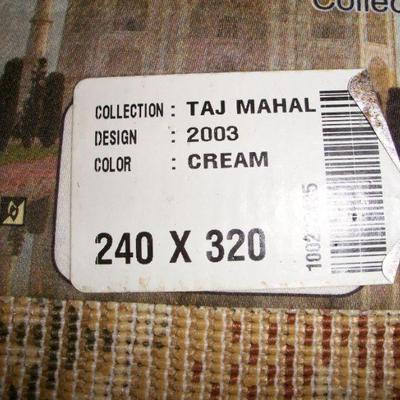 COLLECTION : TAJ MAHAL
DESIGN : 2003
COLOR : CREAM
240 X 320